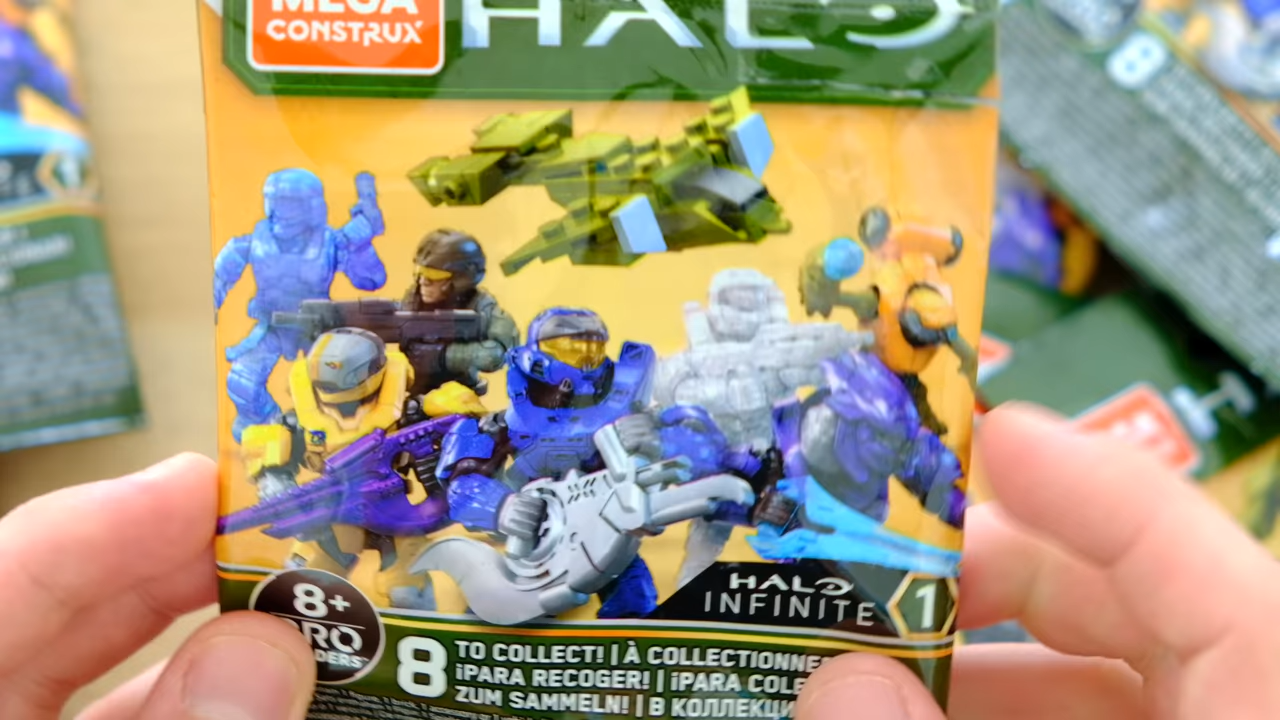 MEGA
CONSTRUX
HALO
HALO
INFINITE
1
8+
PRO
8
TO COLLECT! | À COLLECTIONNE
¡PARA RECOGER! | ¡PARA COLE
ZUM SAMMELN! | В КОЛЛЕКЦИ
8